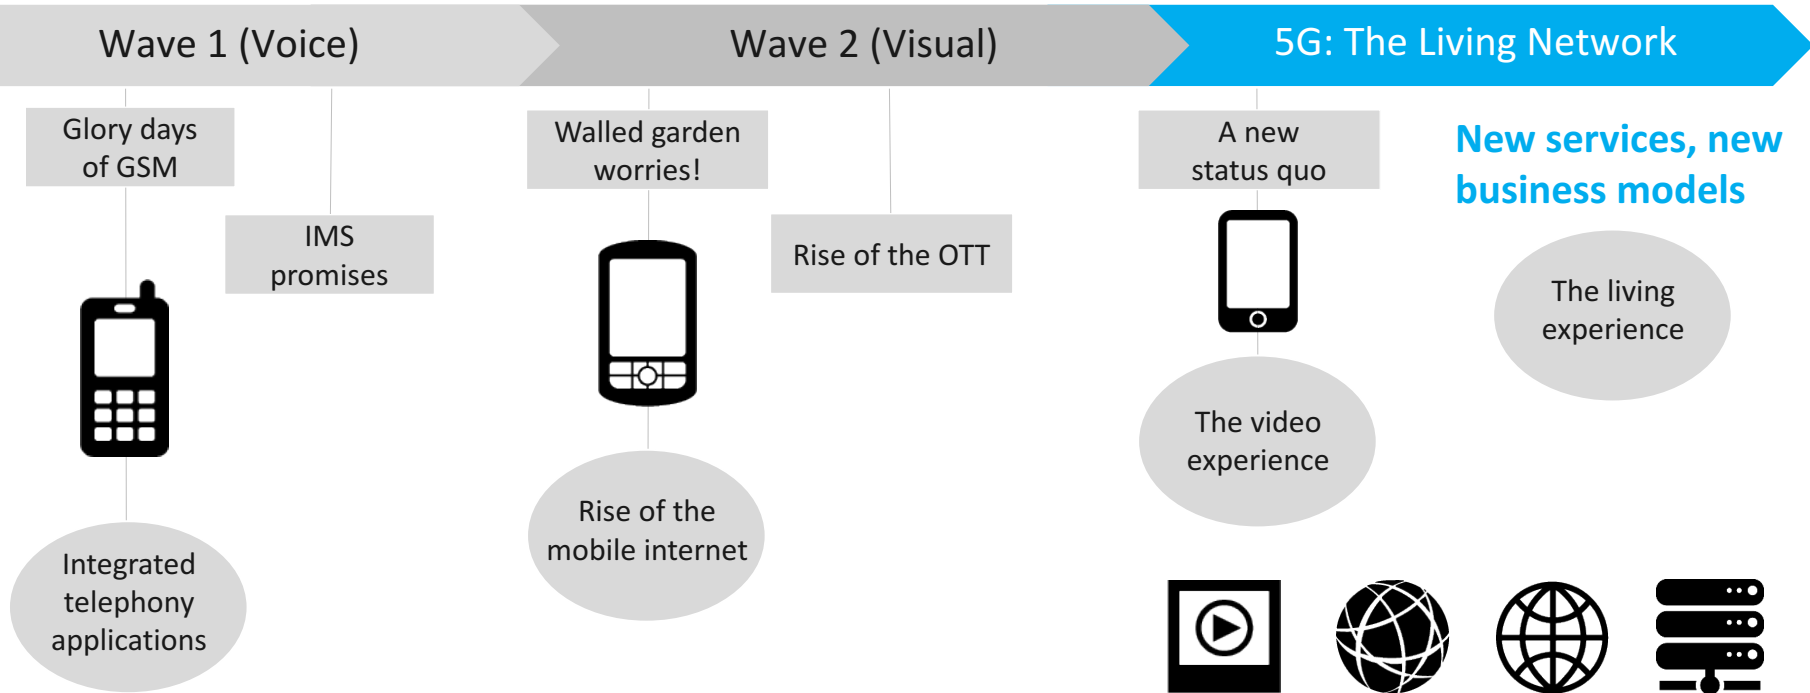 Wave 1 (Voice)
Wave 2 (Visual)
5G: The Living Network
Glory days
of GSM
IMS
promises
Integrated
telephony
applications
Walled garden
worries!
Rise of the OTT
Rise of the
mobile internet
A new
status quo
The video
experience
New services, new
business models
The living
experience